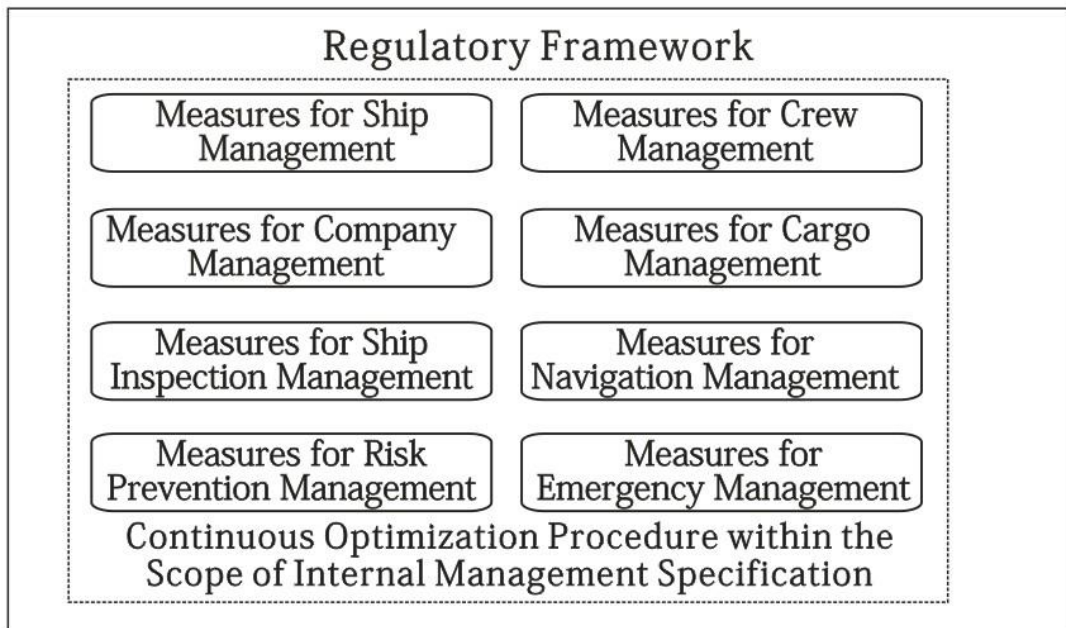 Regulatory Framework
Measures for Ship
Management
Measures for Crew
Management
Measures for Company
Management
Measures for Cargo
Management
Measures for Ship
Inspection Management
Measures for
Navigation Management
Measures for Risk
Prevention Management
Measures for
Emergency Management
Continuous Optimization Procedure within the
Scope of Internal Management Specification